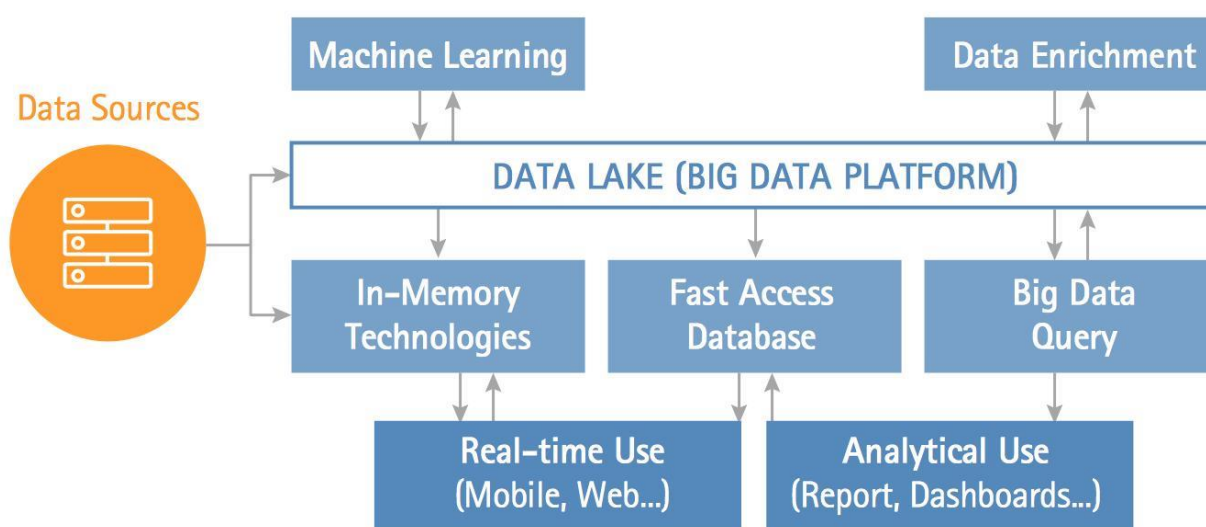 Machine Learning
Data Enrichment
Data Sources
DATA LAKE (BIG DATA PLATFORM)
In-Memory
Technologies
Fast Access
Database
Big Data
Query
Real-time Use
(Mobile, Web...)
Analytical Use
(Report, Dashboards...)